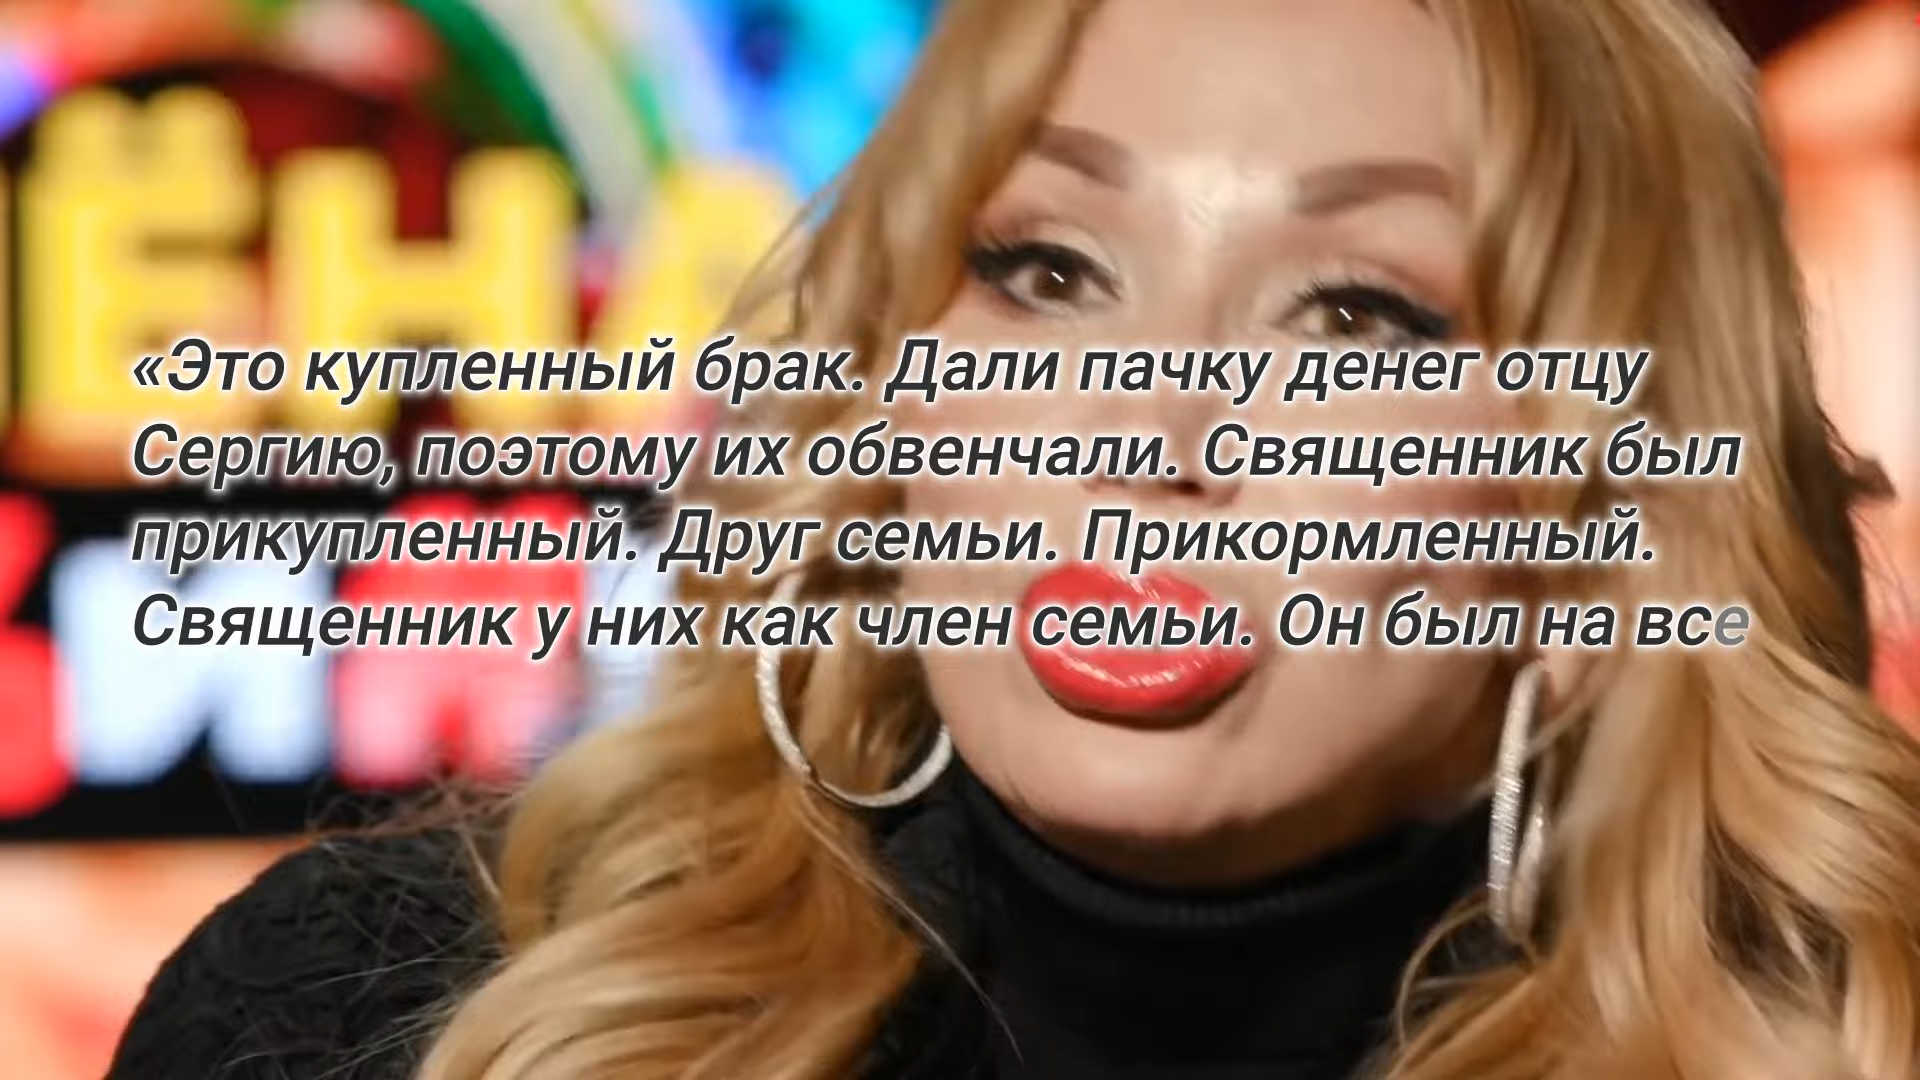 «Это купленный брак. Дали пачку денег отцу
Сергию, поэтому их обвенчали. Священник был
прикупленный. Друг семьи. Прикормленный.
Священник у них как член семьи. Он был на все